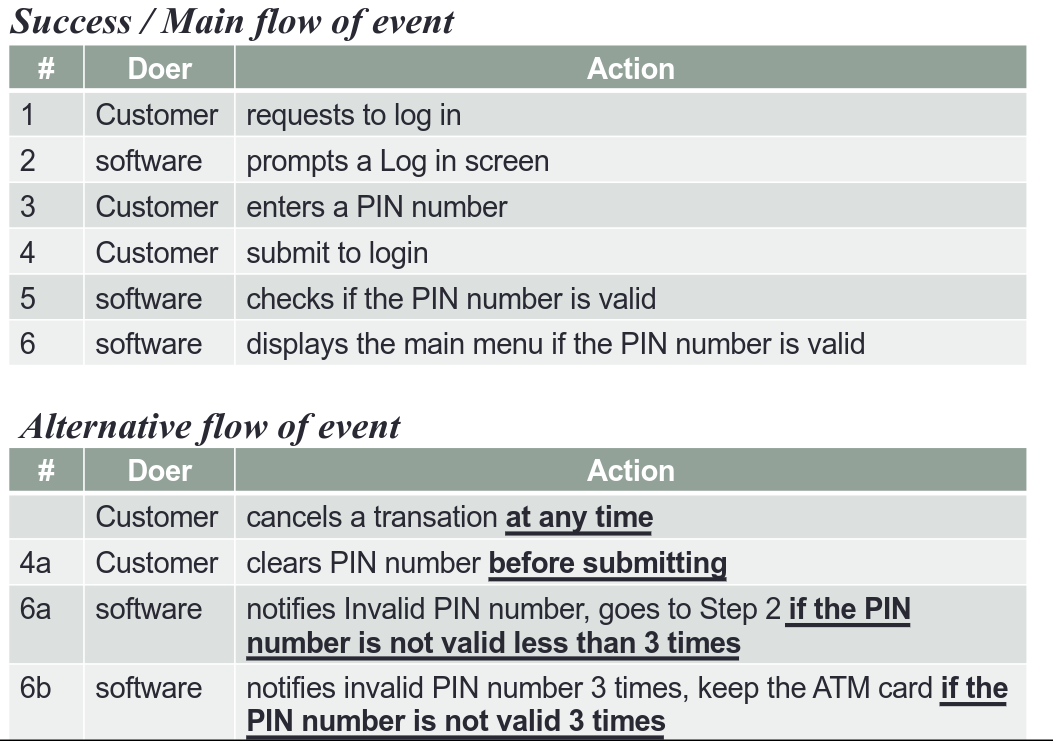 Success / Main flow of event
# Doer Action
1 Customer requests to log in
2 software prompts a Log in screen
3 Customer enters a PIN number
4 Customer submit to login
5 software checks if the PIN number is valid
6 software displays the main menu if the PIN number is valid
Alternative flow of event
# Doer Action
Customer cancels a transation at any time
4a Customer clears PIN number before submitting
6a software notifies Invalid PIN number, goes to Step 2 if the PIN
number is not valid less than 3 times
6b software notifies invalid PIN number 3 times, keep the ATM card if the
PIN number is not valid 3 times